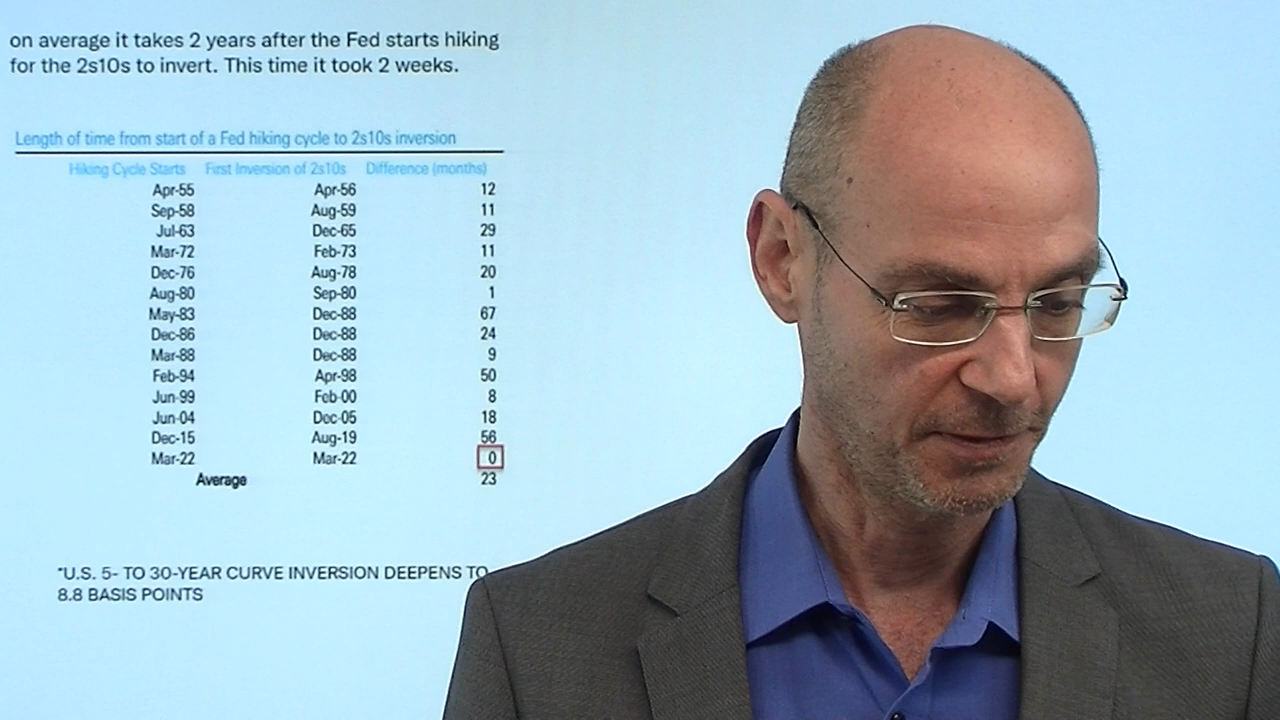 on average it takes 2 years after the Fed starts hiking
for the 2s10s to invert. This time it took 2 weeks.
Length of time from start of a Fed hiking cycle to 2s10s inversion
Hiking Cycle Starts First Inversion of 2s10s Difference (months)
Apr-55 Apr-56 12
Sep-58 Aug-59 11
Jul-63 Dec-65 29
Mar-72 Feb-73 11
Dec-76 Aug-78 20
Aug-80 Sep-80 1
May-83 Dec-88 67
Dec-86 Dec-88 24
Mar-88 Dec-88 9
Feb-94 Apr-98 50
Jun-99 Feb-00 8
Jun-04 Dec-05 18
Dec-15 Aug-19 56
Mar-22 Mar-22 0
Average 23
*U.S. 5- TO 30-YEAR CURVE INVERSION DEEPENS TO
8.8 BASIS POINTS